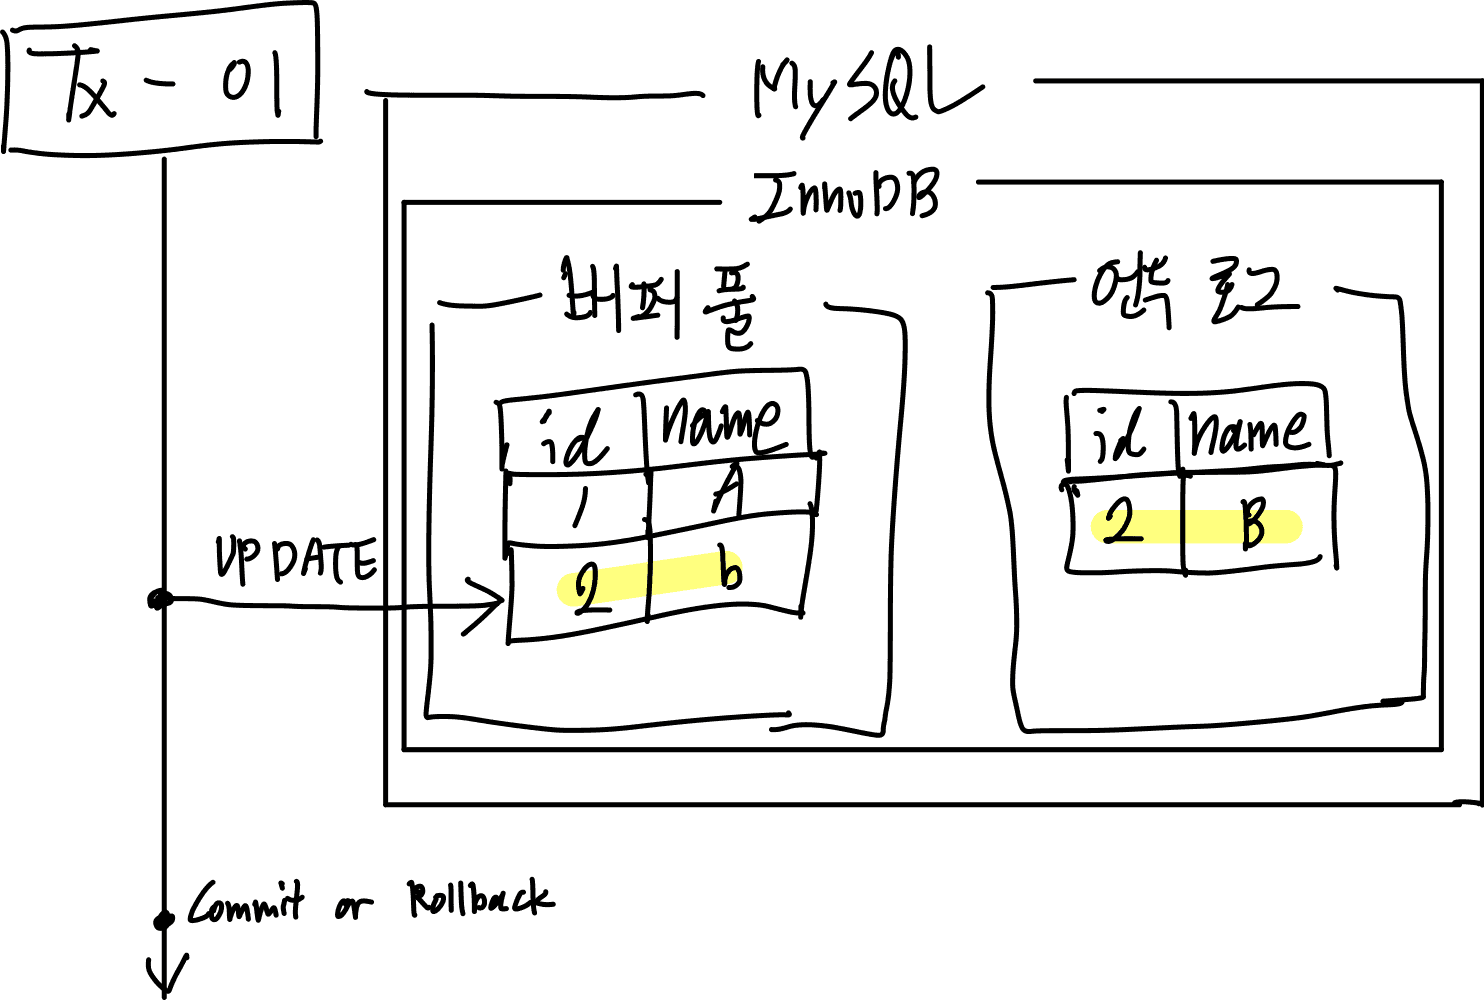 Tx - 01
MySQL
InnoDB
버퍼 풀
언두 로그
id name
1 A
2 b
id name
2 B
UPDATE
Commit or Rollback